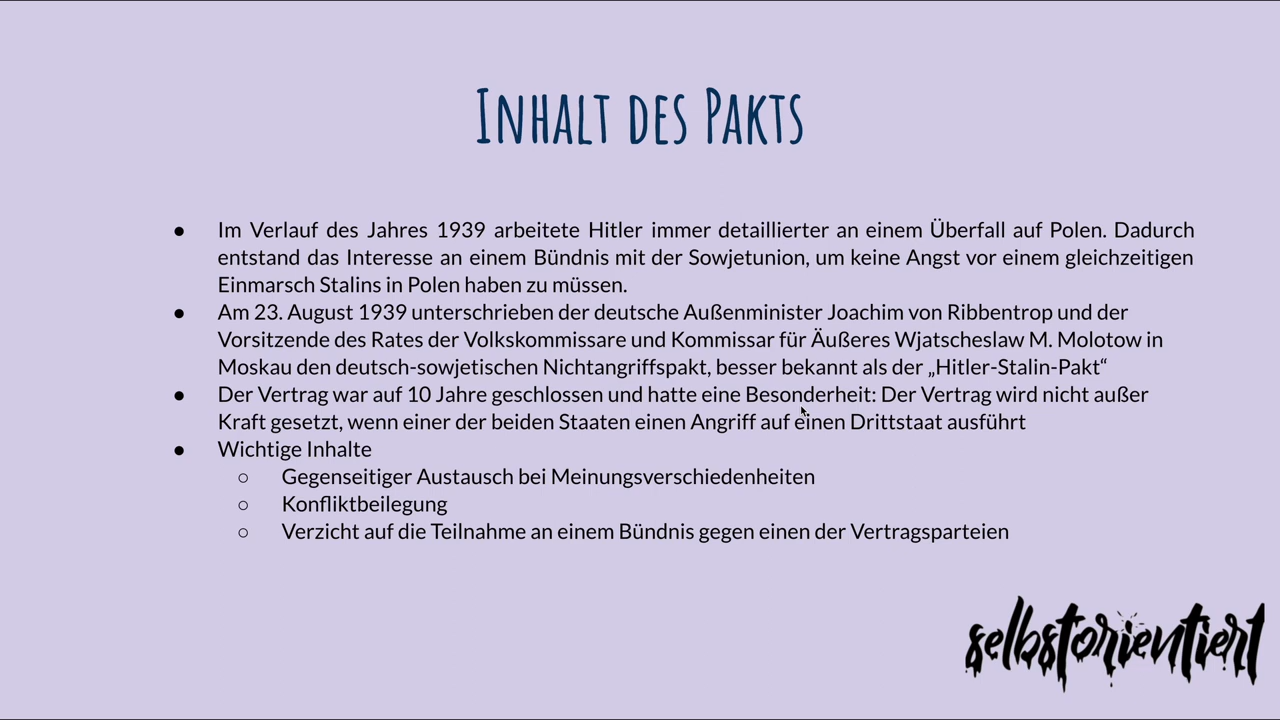 Inhalt des Pakts
● Im Verlauf des Jahres 1939 arbeitete Hitler immer detaillierter an einem Überfall auf Polen. Dadurch
entstand das Interesse an einem Bündnis mit der Sowjetunion, um keine Angst vor einem gleichzeitigen
Einmarsch Stalins in Polen haben zu müssen.
● Am 23. August 1939 unterschrieben der deutsche Außenminister Joachim von Ribbentrop und der
Vorsitzende des Rates der Volkskommissare und Kommissar für Äußeres Wjatscheslaw M. Molotow in
Moskau den deutsch-sowjetischen Nichtangriffspakt, besser bekannt als der „Hitler-Stalin-Pakt“
● Der Vertrag war auf 10 Jahre geschlossen und hatte eine Besonderheit: Der Vertrag wird nicht außer
Kraft gesetzt, wenn einer der beiden Staaten einen Angriff auf einen Drittstaat ausführt
● Wichtige Inhalte
○ Gegenseitiger Austausch bei Meinungsverschiedenheiten
○ Konfliktbeilegung
○ Verzicht auf die Teilnahme an einem Bündnis gegen einen der Vertragsparteien
selbstorientiert